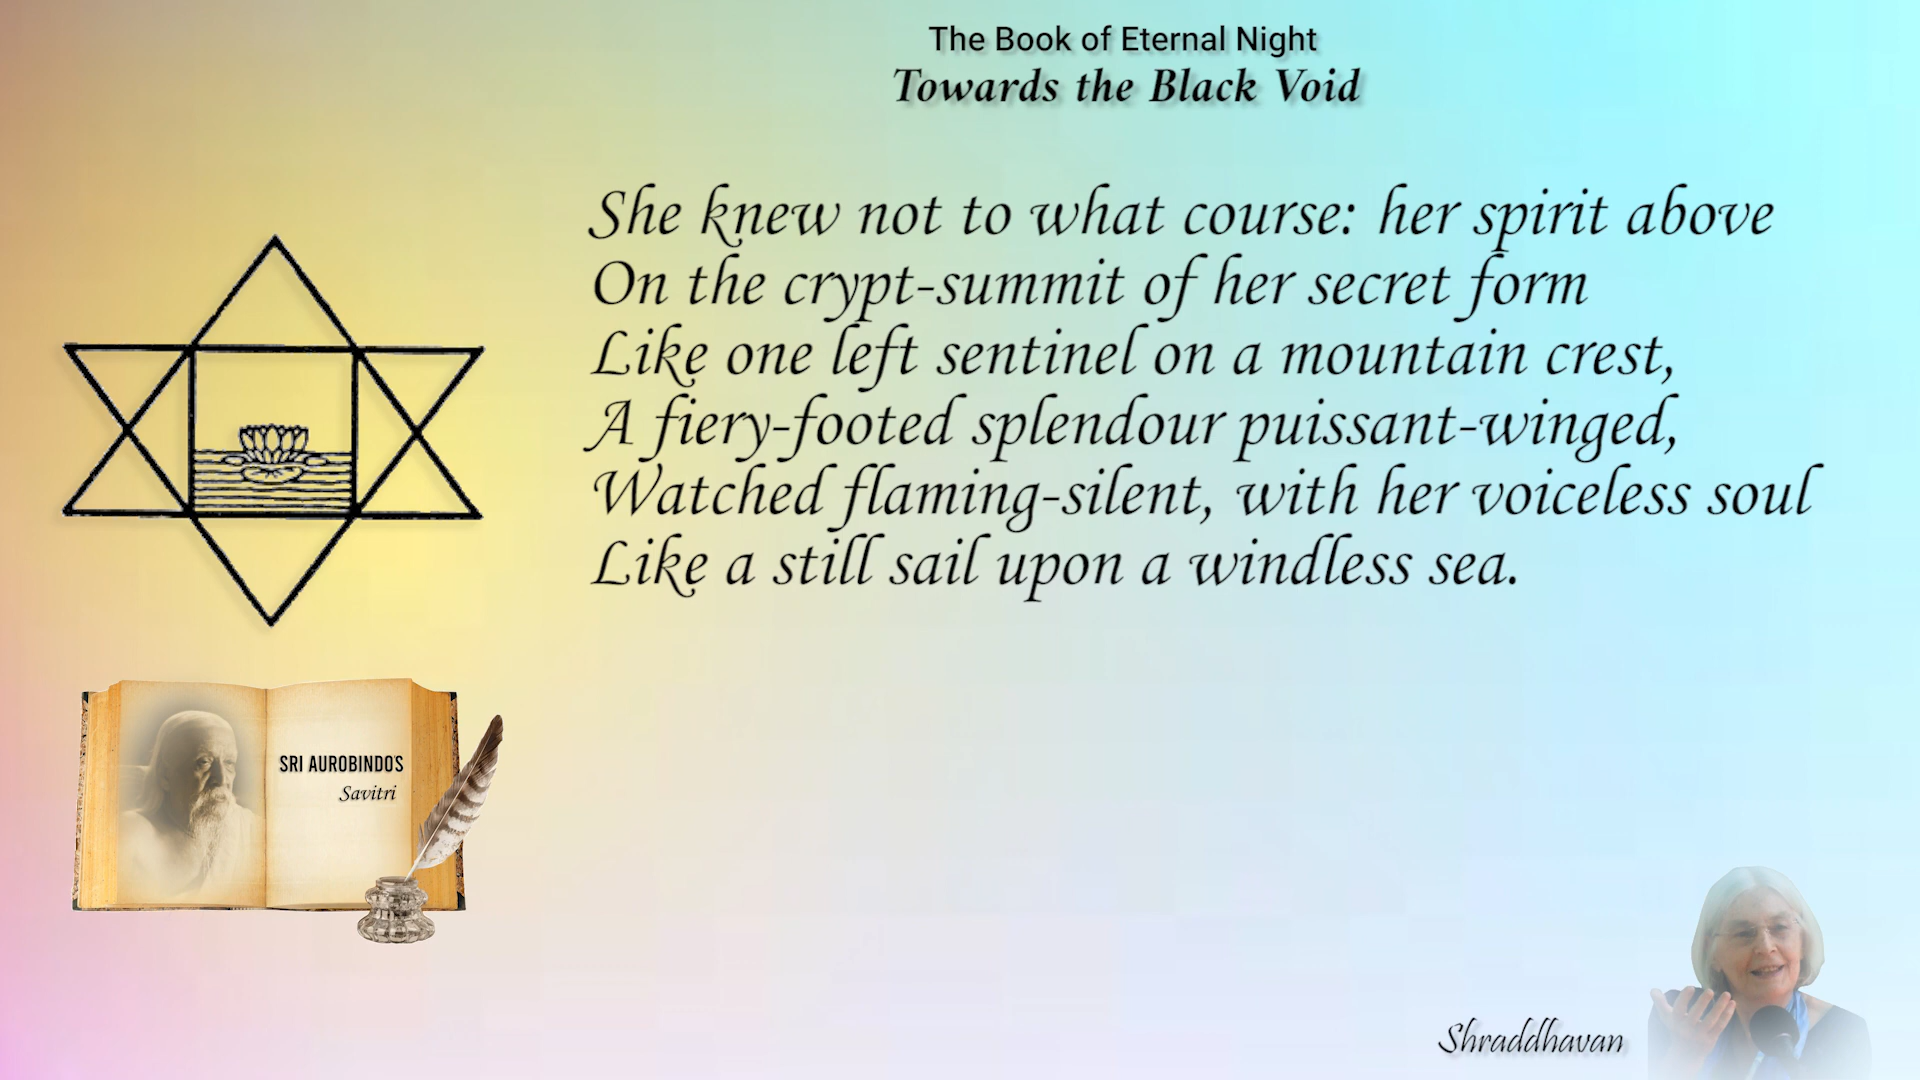 The Book of Eternal Night
Towards the Black Void
She knew not to what course: her spirit above
On the crypt-summit of her secret form
Like one left sentinel on a mountain crest,
A fiery-footed splendour puissant-winged,
Watched flaming-silent, with her voiceless soul
Like a still sail upon a windless sea.
SRI AUROBINDO'S
Savitri
Shraddhavan